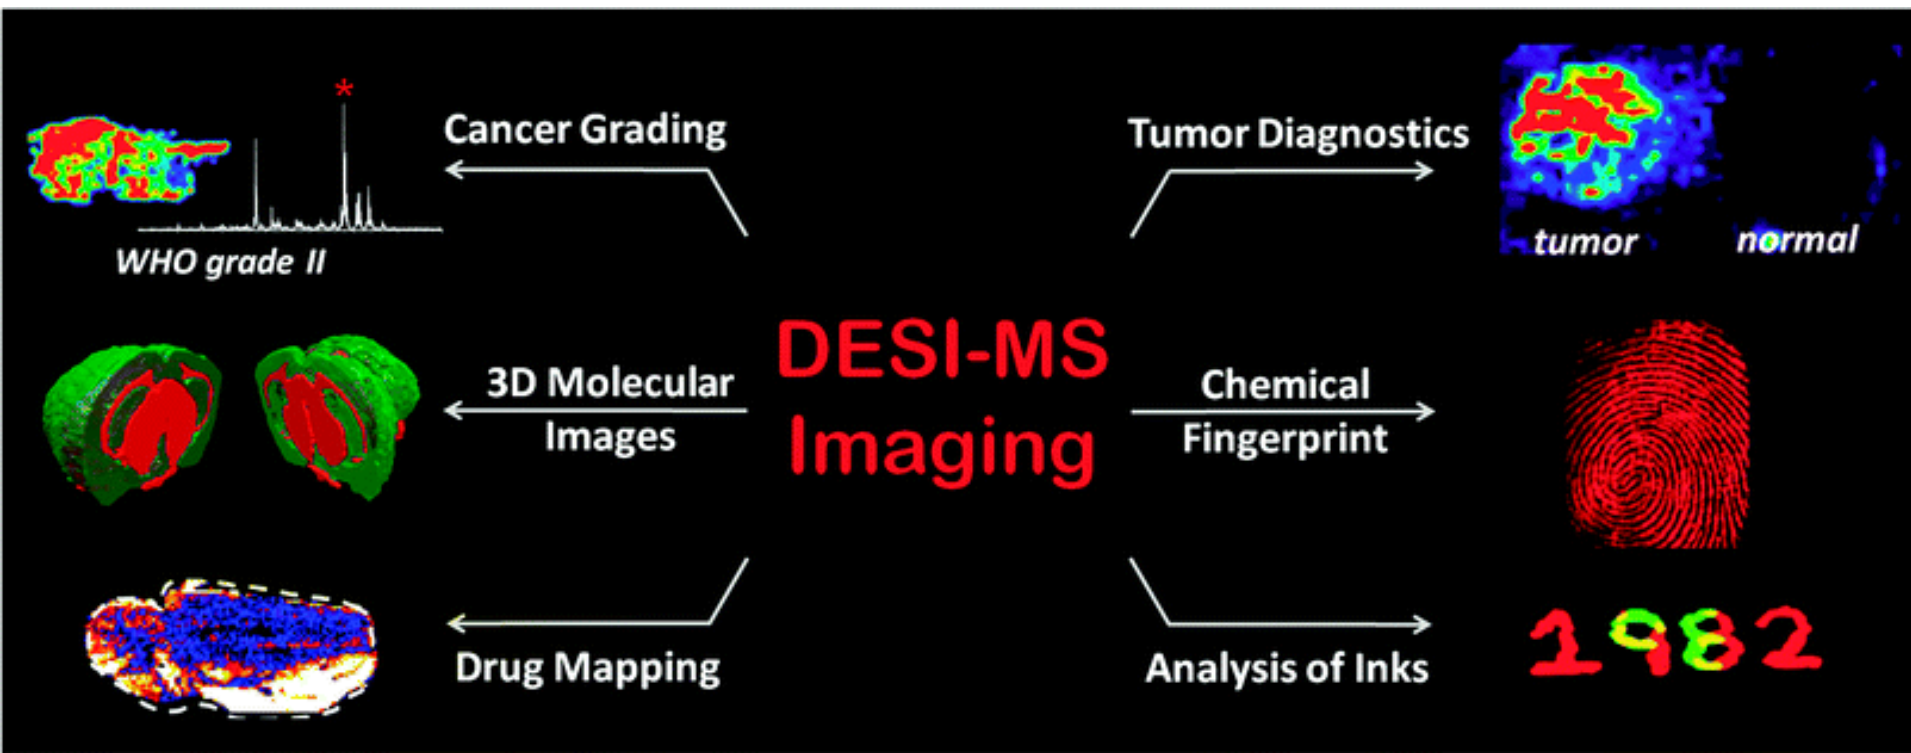 *
Cancer Grading
WHO grade II
3D Molecular
Images
Drug Mapping
DESI-MS
Imaging
Tumor Diagnostics
tumor
normal
Chemical
Fingerprint
Analysis of Inks
1982